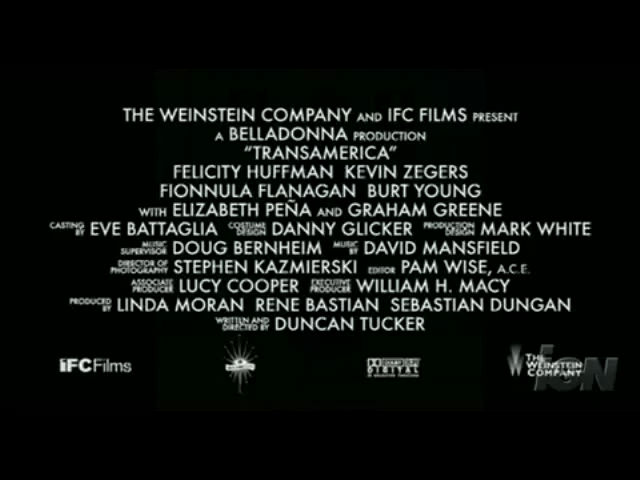 THE WEINSTEIN COMPANY AND IFC FILMS PRESENT
A BELLADONNA PRODUCTION
"TRANSAMERICA"
FELICITY HUFFMAN KEVIN ZEGERS
FIONNULA FLANAGAN BURT YOUNG
WITH ELIZABETH PEÑA AND GRAHAM GREENE
CASTING BY EVE BATTAGLIA COSTUME DESIGN DANNY GLICKER PRODUCTION DESIGN MARK WHITE
MUSIC SUPERVISOR DOUG BERNHEIM MUSIC BY DAVID MANSFIELD
DIRECTOR OF PHOTOGRAPHY STEPHEN KAZMIERSKI EDITOR PAM WISE, A.C.E.
ASSOCIATE PRODUCER LUCY COOPER EXECUTIVE PRODUCER WILLIAM H. MACY
PRODUCED BY LINDA MORAN RENE BASTIAN SEBASTIAN DUNGAN
WRITTEN AND DIRECTED BY DUNCAN TUCKER
iFCFilms
DOLBY DIGITAL
THE WEINSTEIN COMPANY
iGN